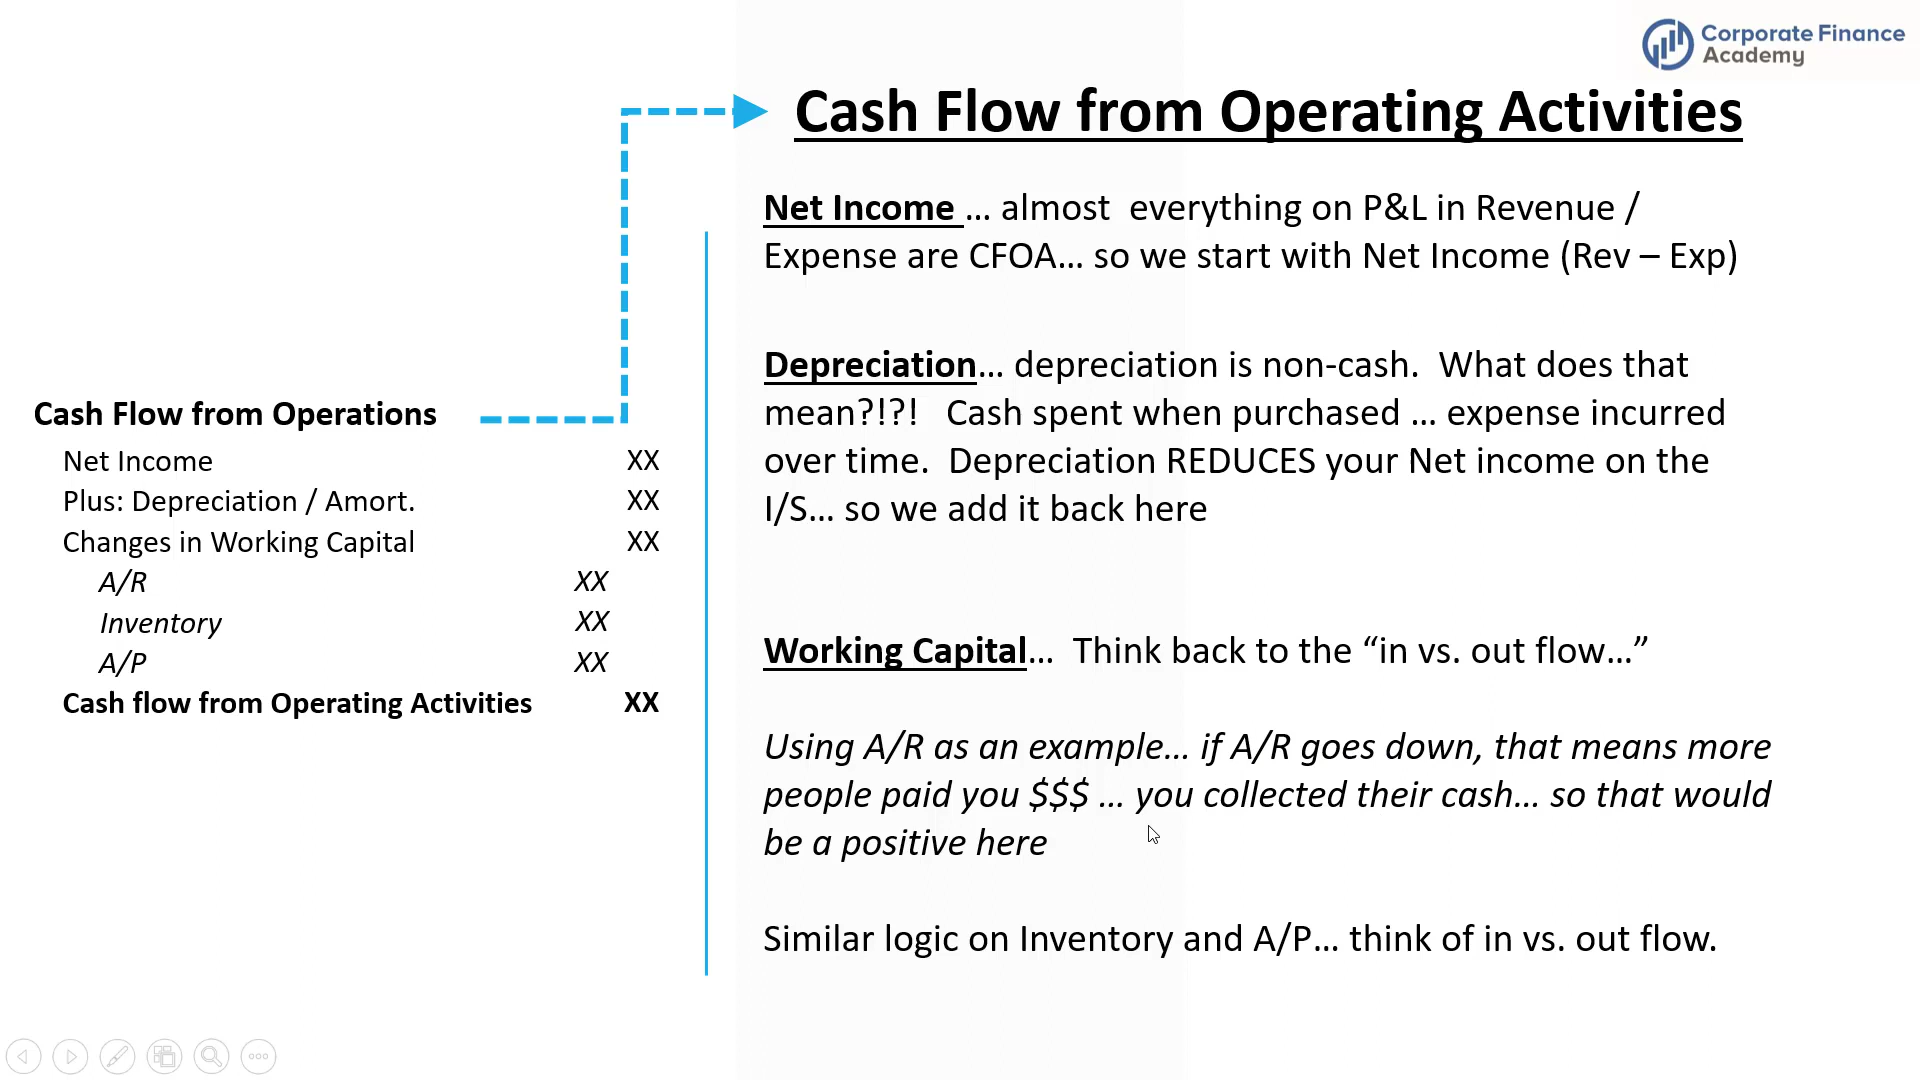 Corporate Finance
Academy
Cash Flow from Operating Activities
Net Income ... almost everything on P&L in Revenue /
Expense are CFOA... so we start with Net Income (Rev – Exp)
Depreciation... depreciation is non-cash. What does that
mean?!?! Cash spent when purchased ... expense incurred
over time. Depreciation REDUCES your Net income on the
I/S... so we add it back here
Working Capital... Think back to the “in vs. out flow...”
Using A/R as an example... if A/R goes down, that means more
people paid you $$$ ... you collected their cash... so that would
be a positive here
Similar logic on Inventory and A/P... think of in vs. out flow.
Cash Flow from Operations
Net Income XX
Plus: Depreciation / Amort. XX
Changes in Working Capital XX
A/R XX
Inventory XX
A/P XX
Cash flow from Operating Activities XX